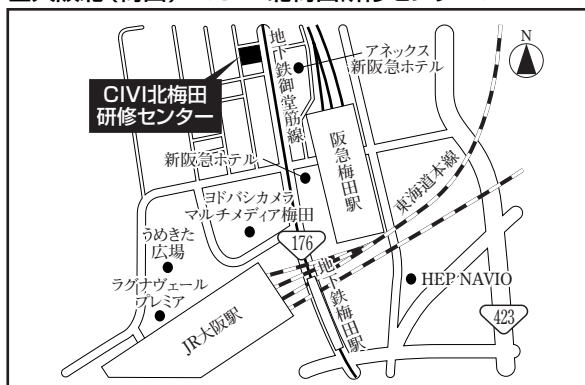 地下鉄御堂筋線
アネックス
新阪急ホテル
N
CIVI北梅田
研修センター
新阪急ホテル
阪急梅田駅
東海道本線
ヨドバシカメラ
マルチメディア梅田
176
うめきた
広場
ラグナヴェール
プレミア
JR大阪駅
地下鉄梅田駅
HEP NAVIO
423